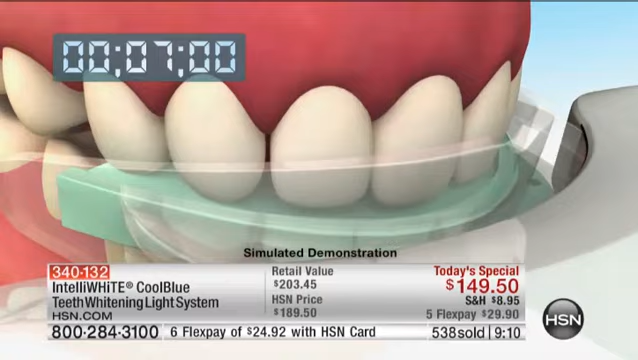 00:07:00
Simulated Demonstration
340-132
IntelliWHiTE® CoolBlue
Teeth Whitening Light System
HSN.COM
Retail Value
$203.45
HSN Price
$189.50
Today's Special
$149.50
S&H $8.95
5 Flexpay $29.90
HSN
800-284-3100
6 Flexpay of $24.92 with HSN Card
538sold
9:10